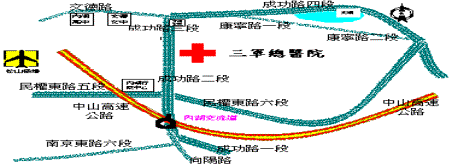 文德路
成功路四段
康寧路一段
成功路三段
康寧路二段
三軍總醫院
松山機場
成功路二段
民權東路五段
民權東路六段
中山高速
公路
中山高速
公路
內湖交流道
南京東路六段
成功路一段
向陽路